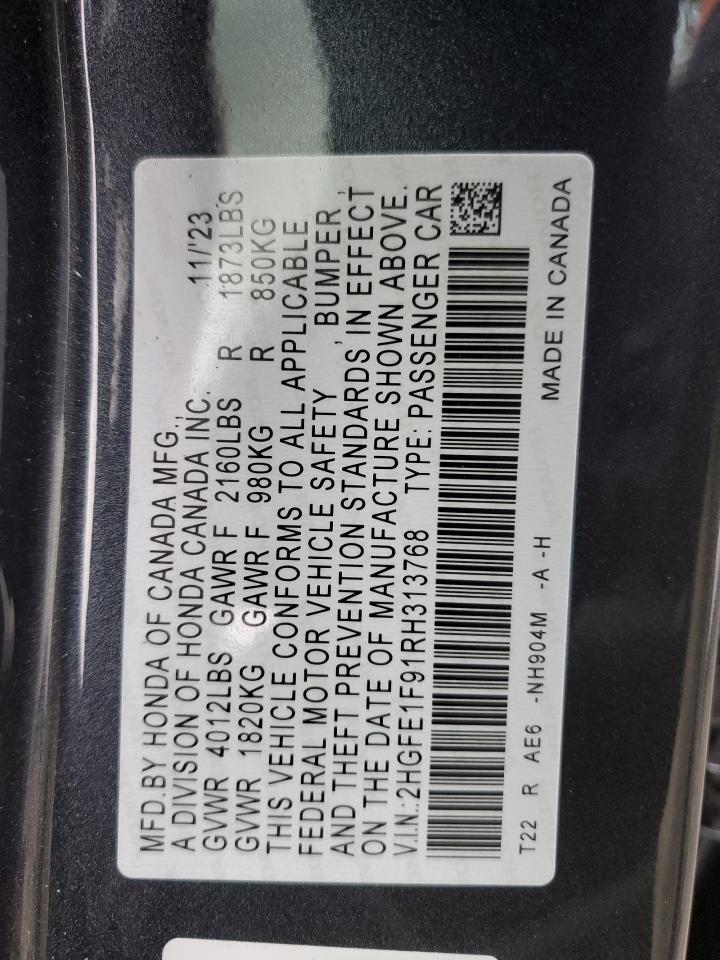 MFD.BY HONDA OF CANADA MFG.,
A DIVISION OF HONDA CANADA INC. 11/'23
GVWR 4012LBS GAWR F 2160LBS R 1873LBS
GVWR 1820KG GAWR F 980KG R 850KG
THIS VEHICLE CONFORMS TO ALL APPLICABLE
FEDERAL MOTOR VEHICLE SAFETY , BUMPER ,
AND THEFT PREVENTION STANDARDS IN EFFECT
ON THE DATE OF MANUFACTURE SHOWN ABOVE.
V.I.N.:2HGFE1F91RH313768 TYPE: PASSENGER CAR
T22 R AE6 -NH904M -A -H MADE IN CANADA